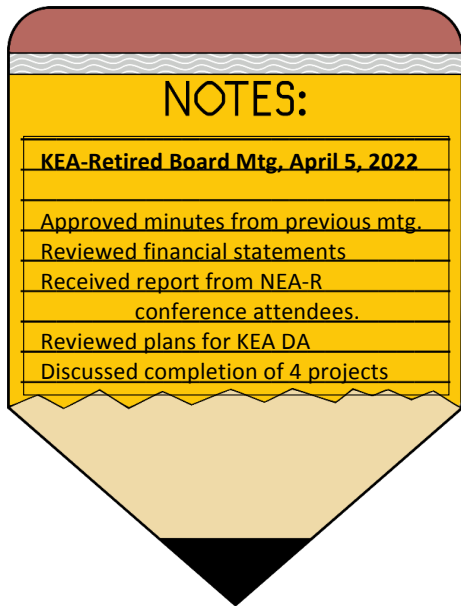 NOTES:
KEA-Retired Board Mtg, April 5, 2022
Approved minutes from previous mtg.
Reviewed financial statements
Received report from NEA-R
conference attendees.
Reviewed plans for KEA DA
Discussed completion of 4 projects